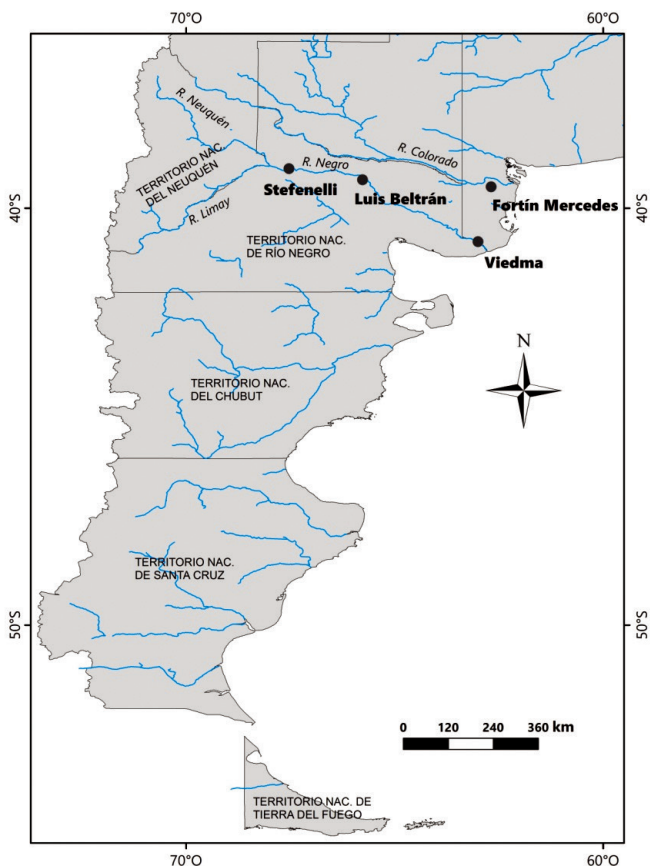 70°O
60°O
R. Neuquén
R. Colorado
R. Negro
TERRITORIO NAC.
DEL NEUQUÉN
Stefenelli
Luis Beltrán
Fortín Mercedes
R. Limay
40°S
40°S
TERRITORIO NAC.
DE RÍO NEGRO
Viedma
N
TERRITORIO NAC.
DEL CHUBUT
TERRITORIO NAC.
DE SANTA CRUZ
50°S
50°S
0 120 240 360 km
TERRITORIO NAC. DE
TIERRA DEL FUEGO
70°O
60°O